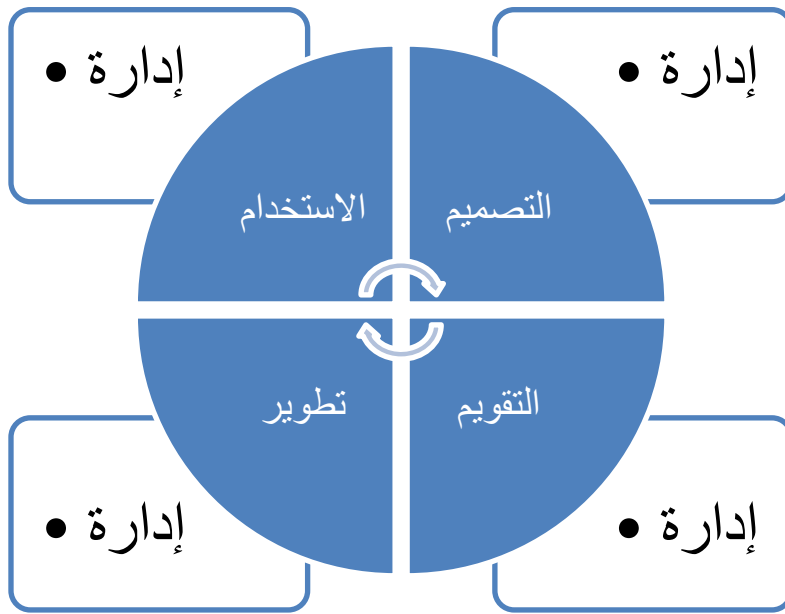 إدارة •
إدارة •
التصميم
الاستخدام
التقويم
تطوير
إدارة •
إدارة •